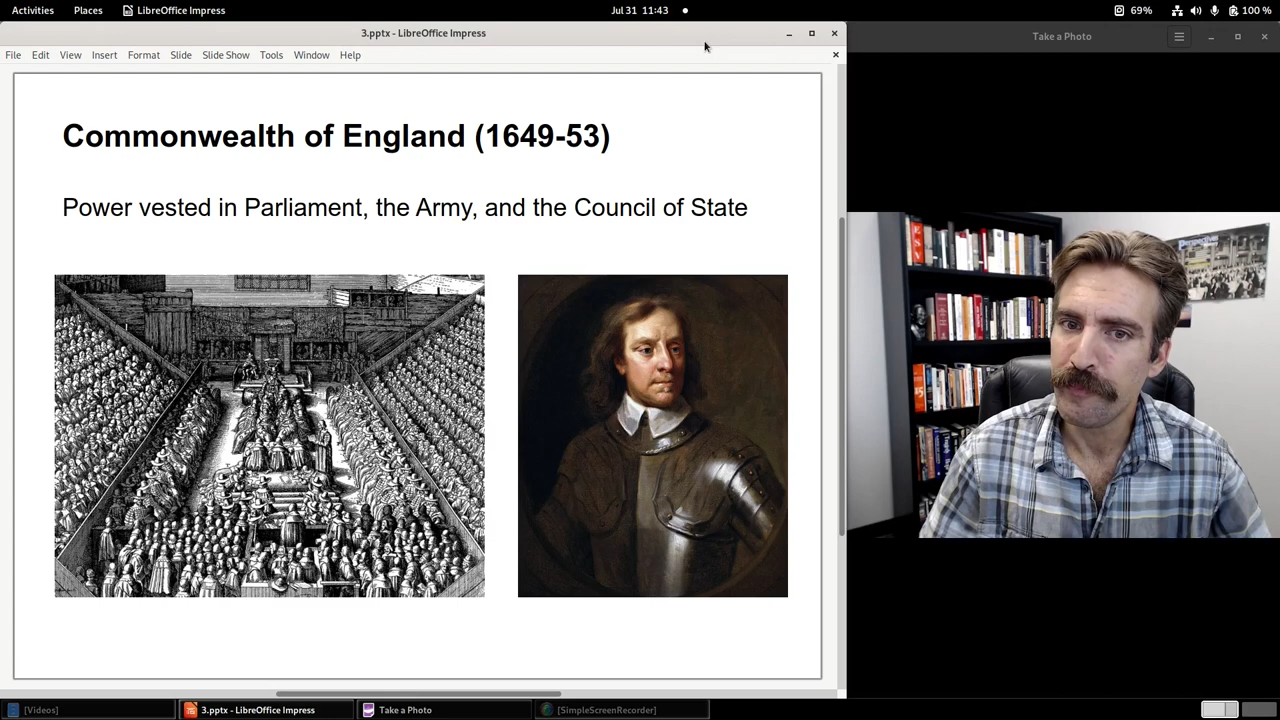 Activities Places LibreOffice Impress Jul 31 11:43 69% 100 %
3.pptx - LibreOffice Impress
Take a Photo
File Edit View Insert Format Slide Slide Show Tools Window Help
Commonwealth of England (1649-53)
Power vested in Parliament, the Army, and the Council of State
Perspectives
[Videos] 3.pptx - LibreOffice Impress Take a Photo [SimpleScreenRecorder]